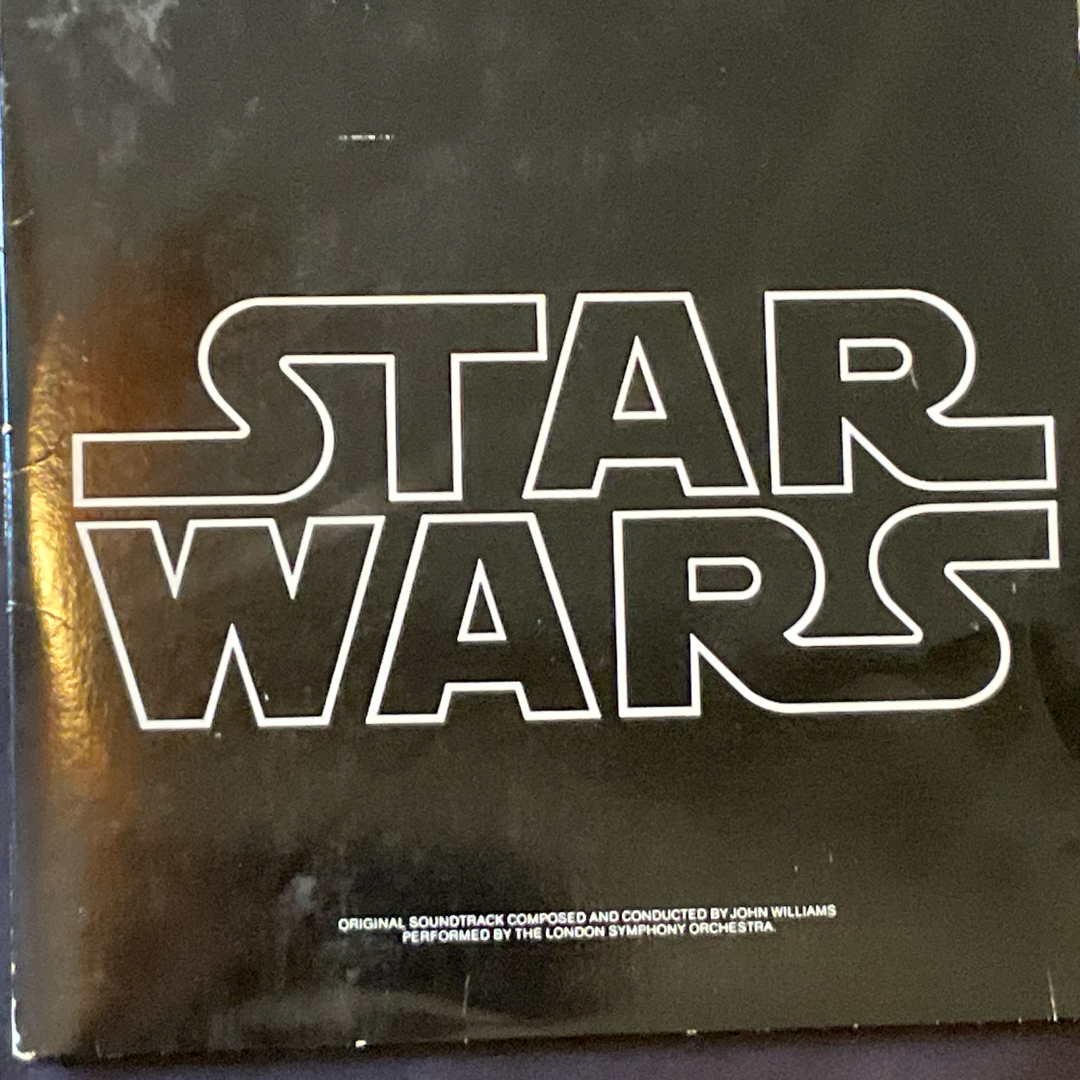 STAR
WARS
ORIGINAL SOUNDTRACK COMPOSED AND CONDUCTED BY JOHN WILLIAMS
PERFORMED BY THE LONDON SYMPHONY ORCHESTRA.